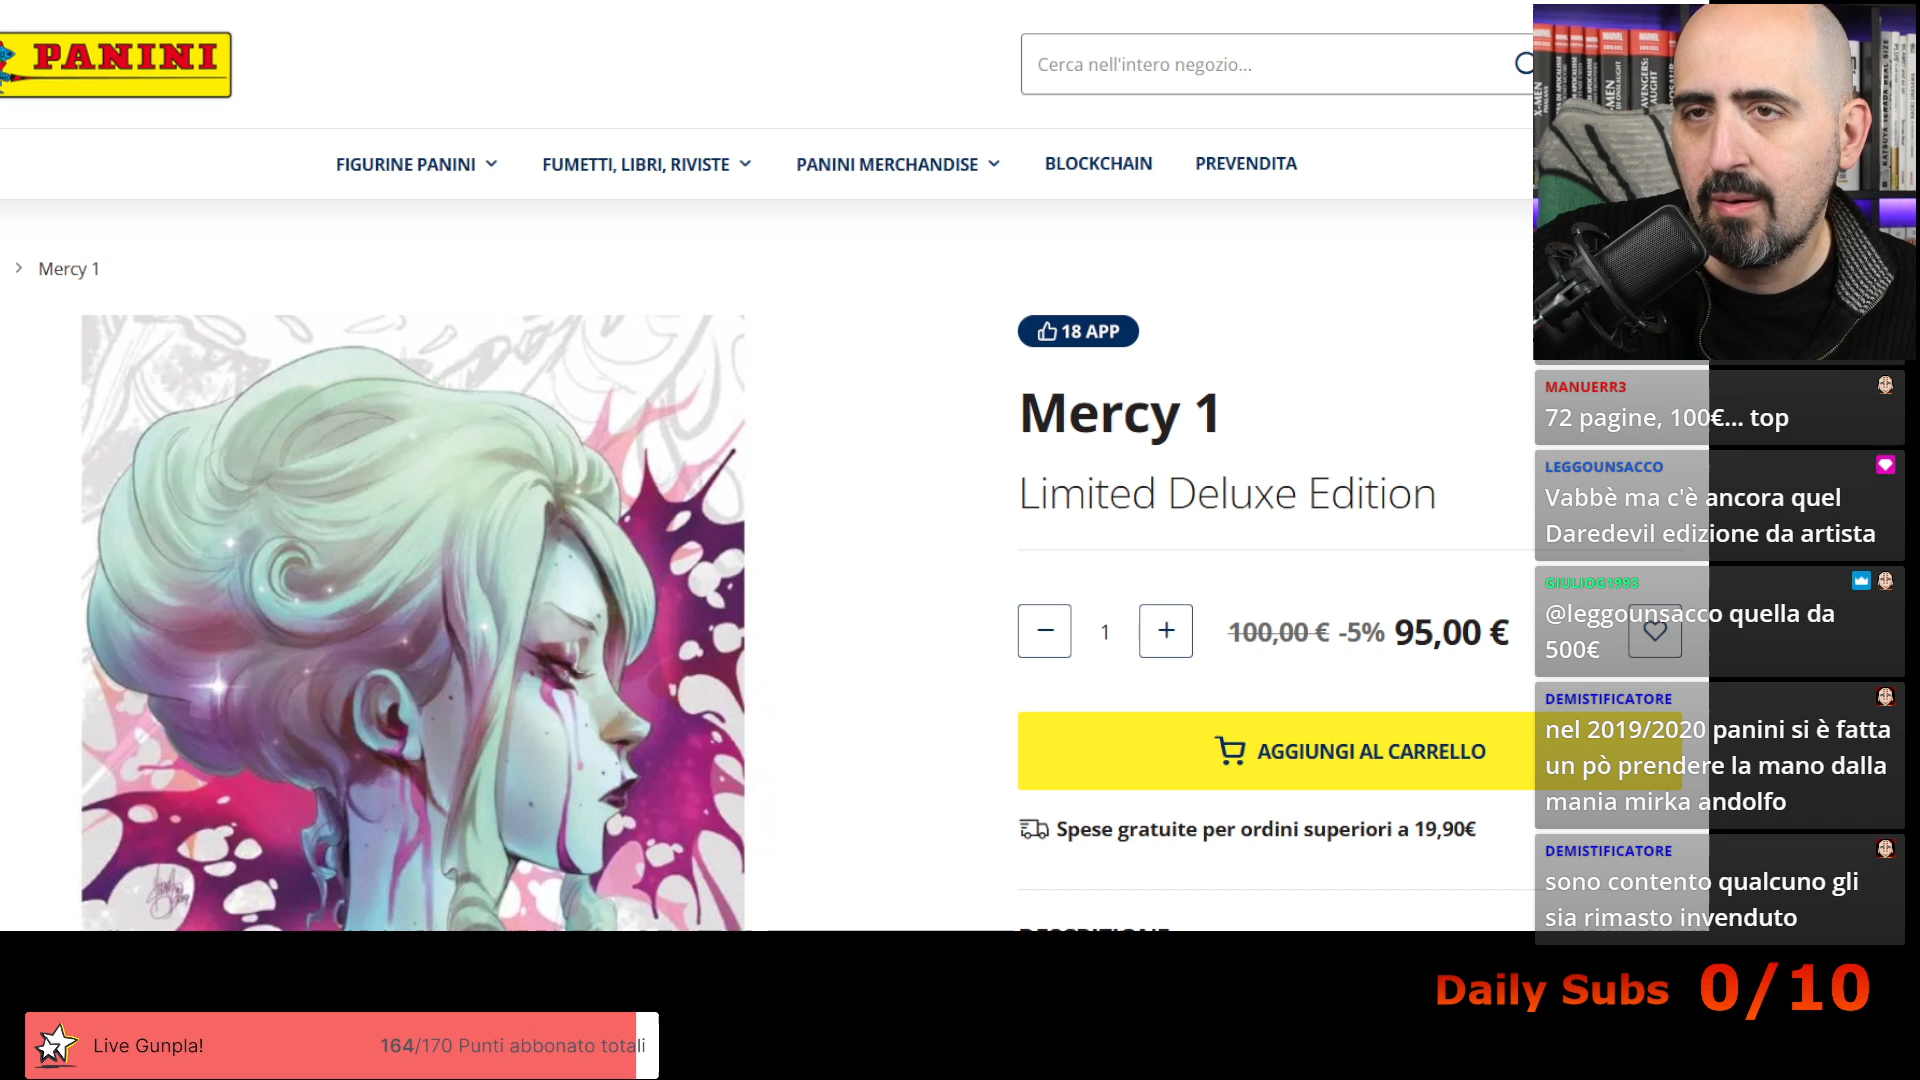 PANINI
Cerca nell'intero negozio...
FIGURINE PANINI
FUMETTI, LIBRI, RIVISTE
PANINI MERCHANDISE
BLOCKCHAIN
PREVENDITA
Mercy 1
18 APP
Mercy 1
Limited Deluxe Edition
1
100,00 € -5% 95,00 €
AGGIUNGI AL CARRELLO
Spese gratuite per ordini superiori a 19,90€
DESCRIZIONE
X-MEN
X-MEN
AVENGERS:
MANUERR3
72 pagine, 100€... top
LEGGOUNSACCO
Vabbè ma c'è ancora quel
Daredevil edizione da artista
GIULIOG1993
@leggounsacco quella da
500€
DEMISTIFICATORE
nel 2019/2020 panini si è fatta
un pò prendere la mano dalla
mania mirka andolfo
DEMISTIFICATORE
sono contento qualcuno gli
sia rimasto invenduto
Daily Subs 0/10
Live Gunpla!
164/170 Punti abbonato totali